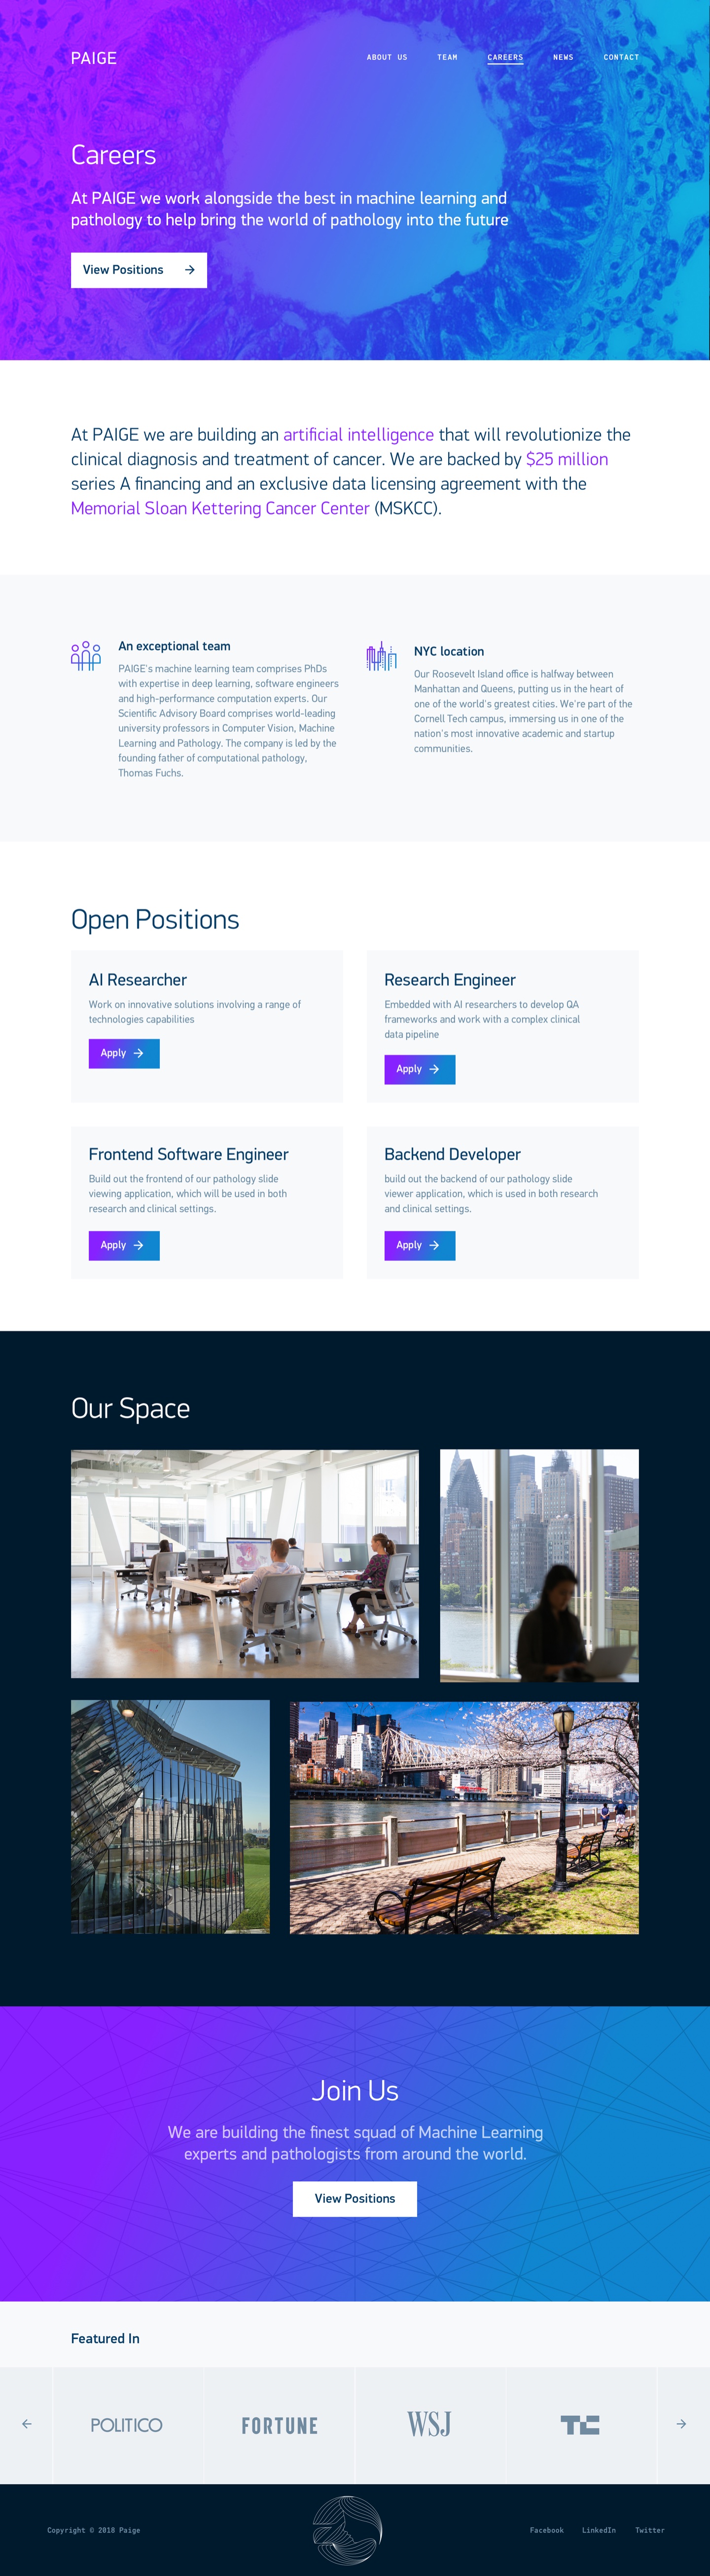 PAIGE
ABOUT US
TEAM
CAREERS
NEWS
CONTACT
Careers
At PAIGE we work alongside the best in machine learning and
pathology to help bring the world of pathology into the future
View Positions
At PAIGE we are building an artificial intelligence that will revolutionize the
clinical diagnosis and treatment of cancer. We are backed by $25 million
series A financing and an exclusive data licensing agreement with the
Memorial Sloan Kettering Cancer Center (MSKCC).
An exceptional team
PAIGE's machine learning team comprises PhDs
with expertise in deep learning, software engineers
and high-performance computation experts. Our
Scientific Advisory Board comprises world-leading
university professors in Computer Vision, Machine
Learning and Pathology. The company is led by the
founding father of computational pathology,
Thomas Fuchs.
NYC location
Our Roosevelt Island office is halfway between
Manhattan and Queens, putting us in the heart of
one of the world's greatest cities. We're part of the
Cornell Tech campus, immersing us in one of the
nation's most innovative academic and startup
communities.
Open Positions
AI Researcher
Work on innovative solutions involving a range of
technologies capabilities
Apply
Research Engineer
Embedded with AI researchers to develop QA
frameworks and work with a complex clinical
data pipeline
Apply
Frontend Software Engineer
Build out the frontend of our pathology slide
viewing application, which will be used in both
research and clinical settings.
Apply
Backend Developer
build out the backend of our pathology slide
viewer application, which is used in both research
and clinical settings.
Apply
Our Space
Join Us
We are building the finest squad of Machine Learning
experts and pathologists from around the world.
View Positions
Featured In
POLITICO
FORTUNE
WSJ
TC
Copyright © 2018 Paige
Facebook
LinkedIn
Twitter